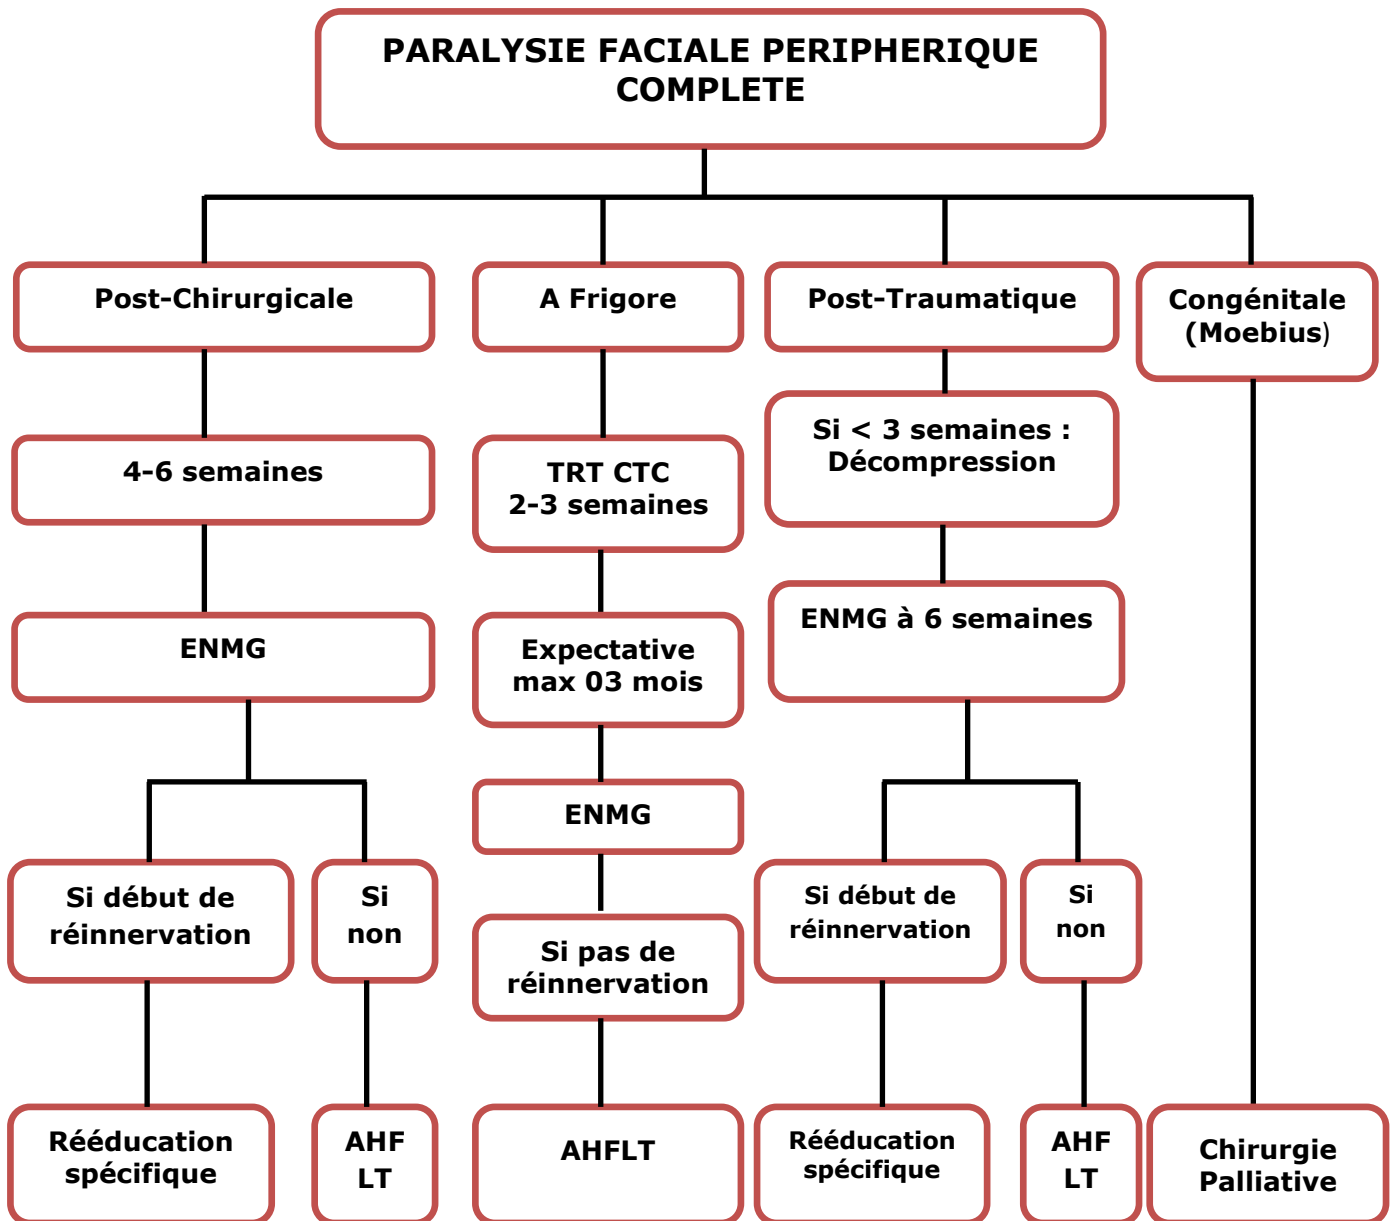 PARALYSIE FACIALE PERIPHERIQUE
COMPLETE
Post-Chirurgicale
A Frigore
Post-Traumatique
Congénitale
(Moebius)
4-6 semaines
TRT CTC
2-3 semaines
Si < 3 semaines :
Décompression
ENMG
Expectative
max 03 mois
ENMG à 6 semaines
ENMG
Si début de
réinnervation
Si
non
Si pas de
réinnervation
Si début de
réinnervation
Si
non
Rééducation
spécifique
AHF
LT
AHFLT
Rééducation
spécifique
AHF
LT
Chirurgie
Palliative